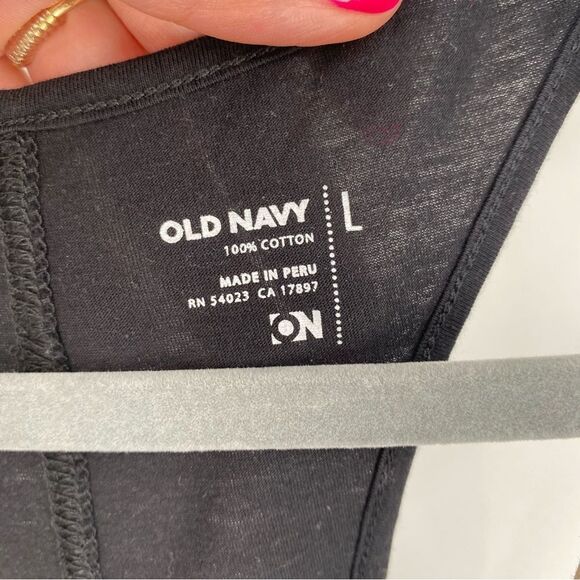 OLD NAVY
100% COTTON
L
MADE IN PERU
RN 54023 CA 17897
ON